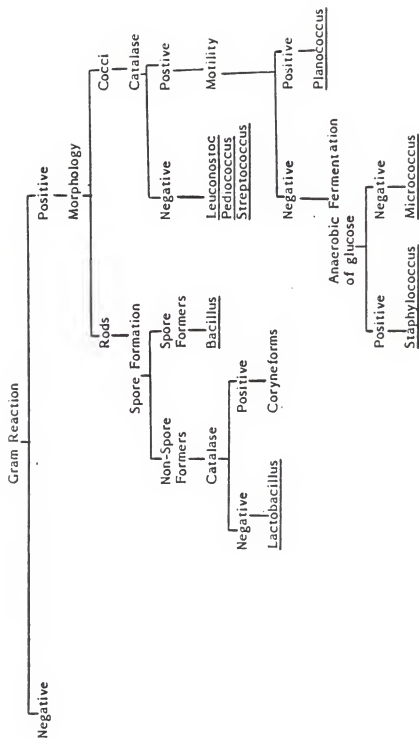 Gram Reaction
Negative
Positive
Morphology
Rods
Cocci
Spore Formation
Catalase
Non-Spore
Formers
Spore
Formers
Bacillus
Negative
Postive
Catalase
Leuconostoc
Pediococcus
Streptococcus
Motility
Negative
Positive
Lactobacillus
Coryneforms
Negative
Positive
Planococcus
Anaerobic Fermentation
of glucose
Positive
Negative
Staphylococcus
Micrococcus